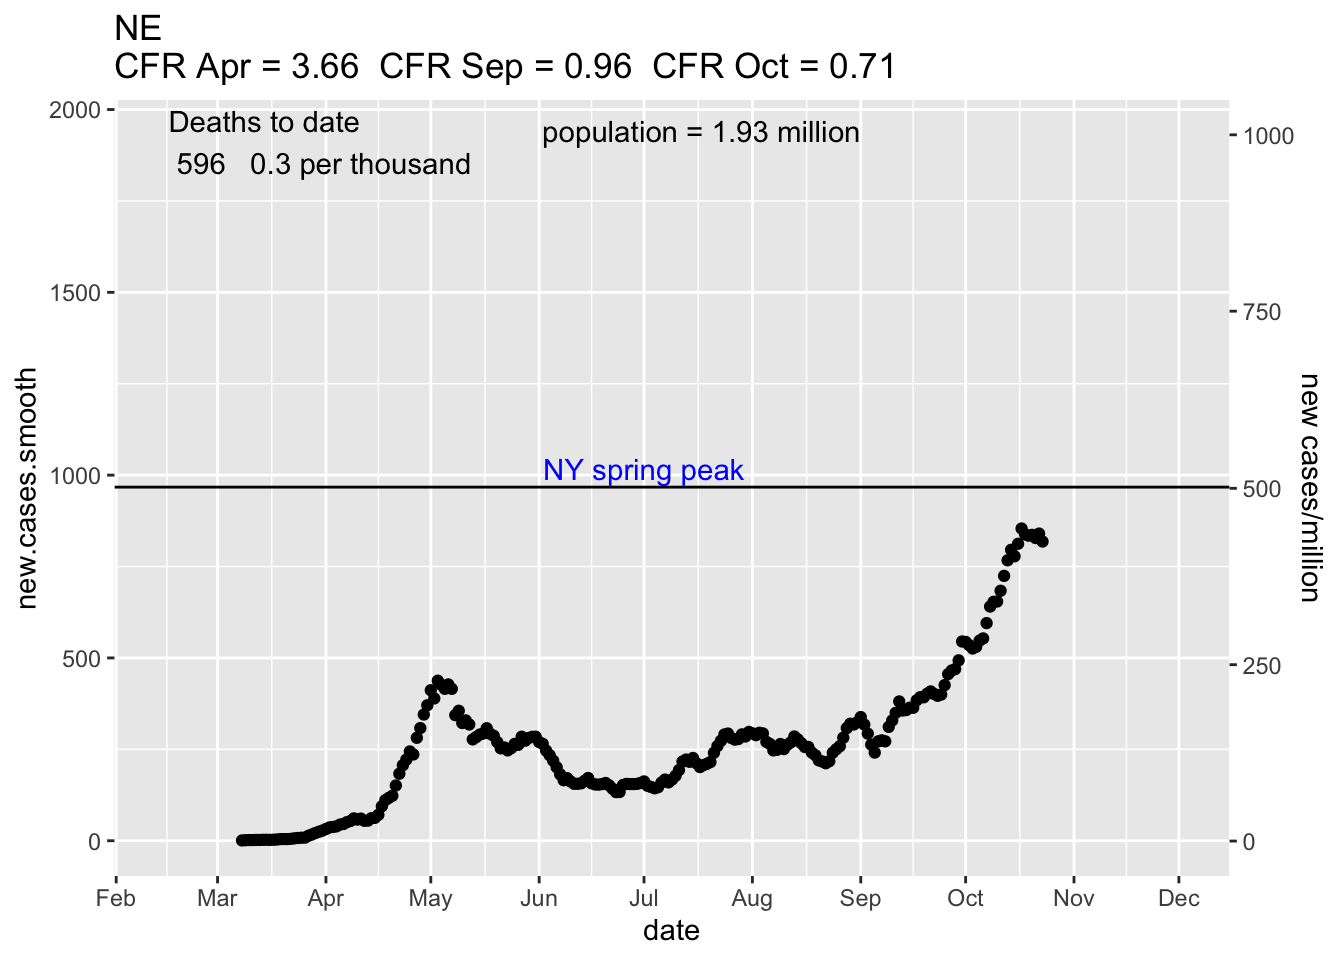 NE
CFR Apr = 3.66  CFR Sep = 0.96  CFR Oct = 0.71
Deaths to date
596   0.3 per thousand
population = 1.93 million
NY spring peak
new.cases.smooth
2000
1500
1000
500
0
new cases/million
1000
750
500
250
0
Feb Mar Apr May Jun Jul Aug Sep Oct Nov Dec
date